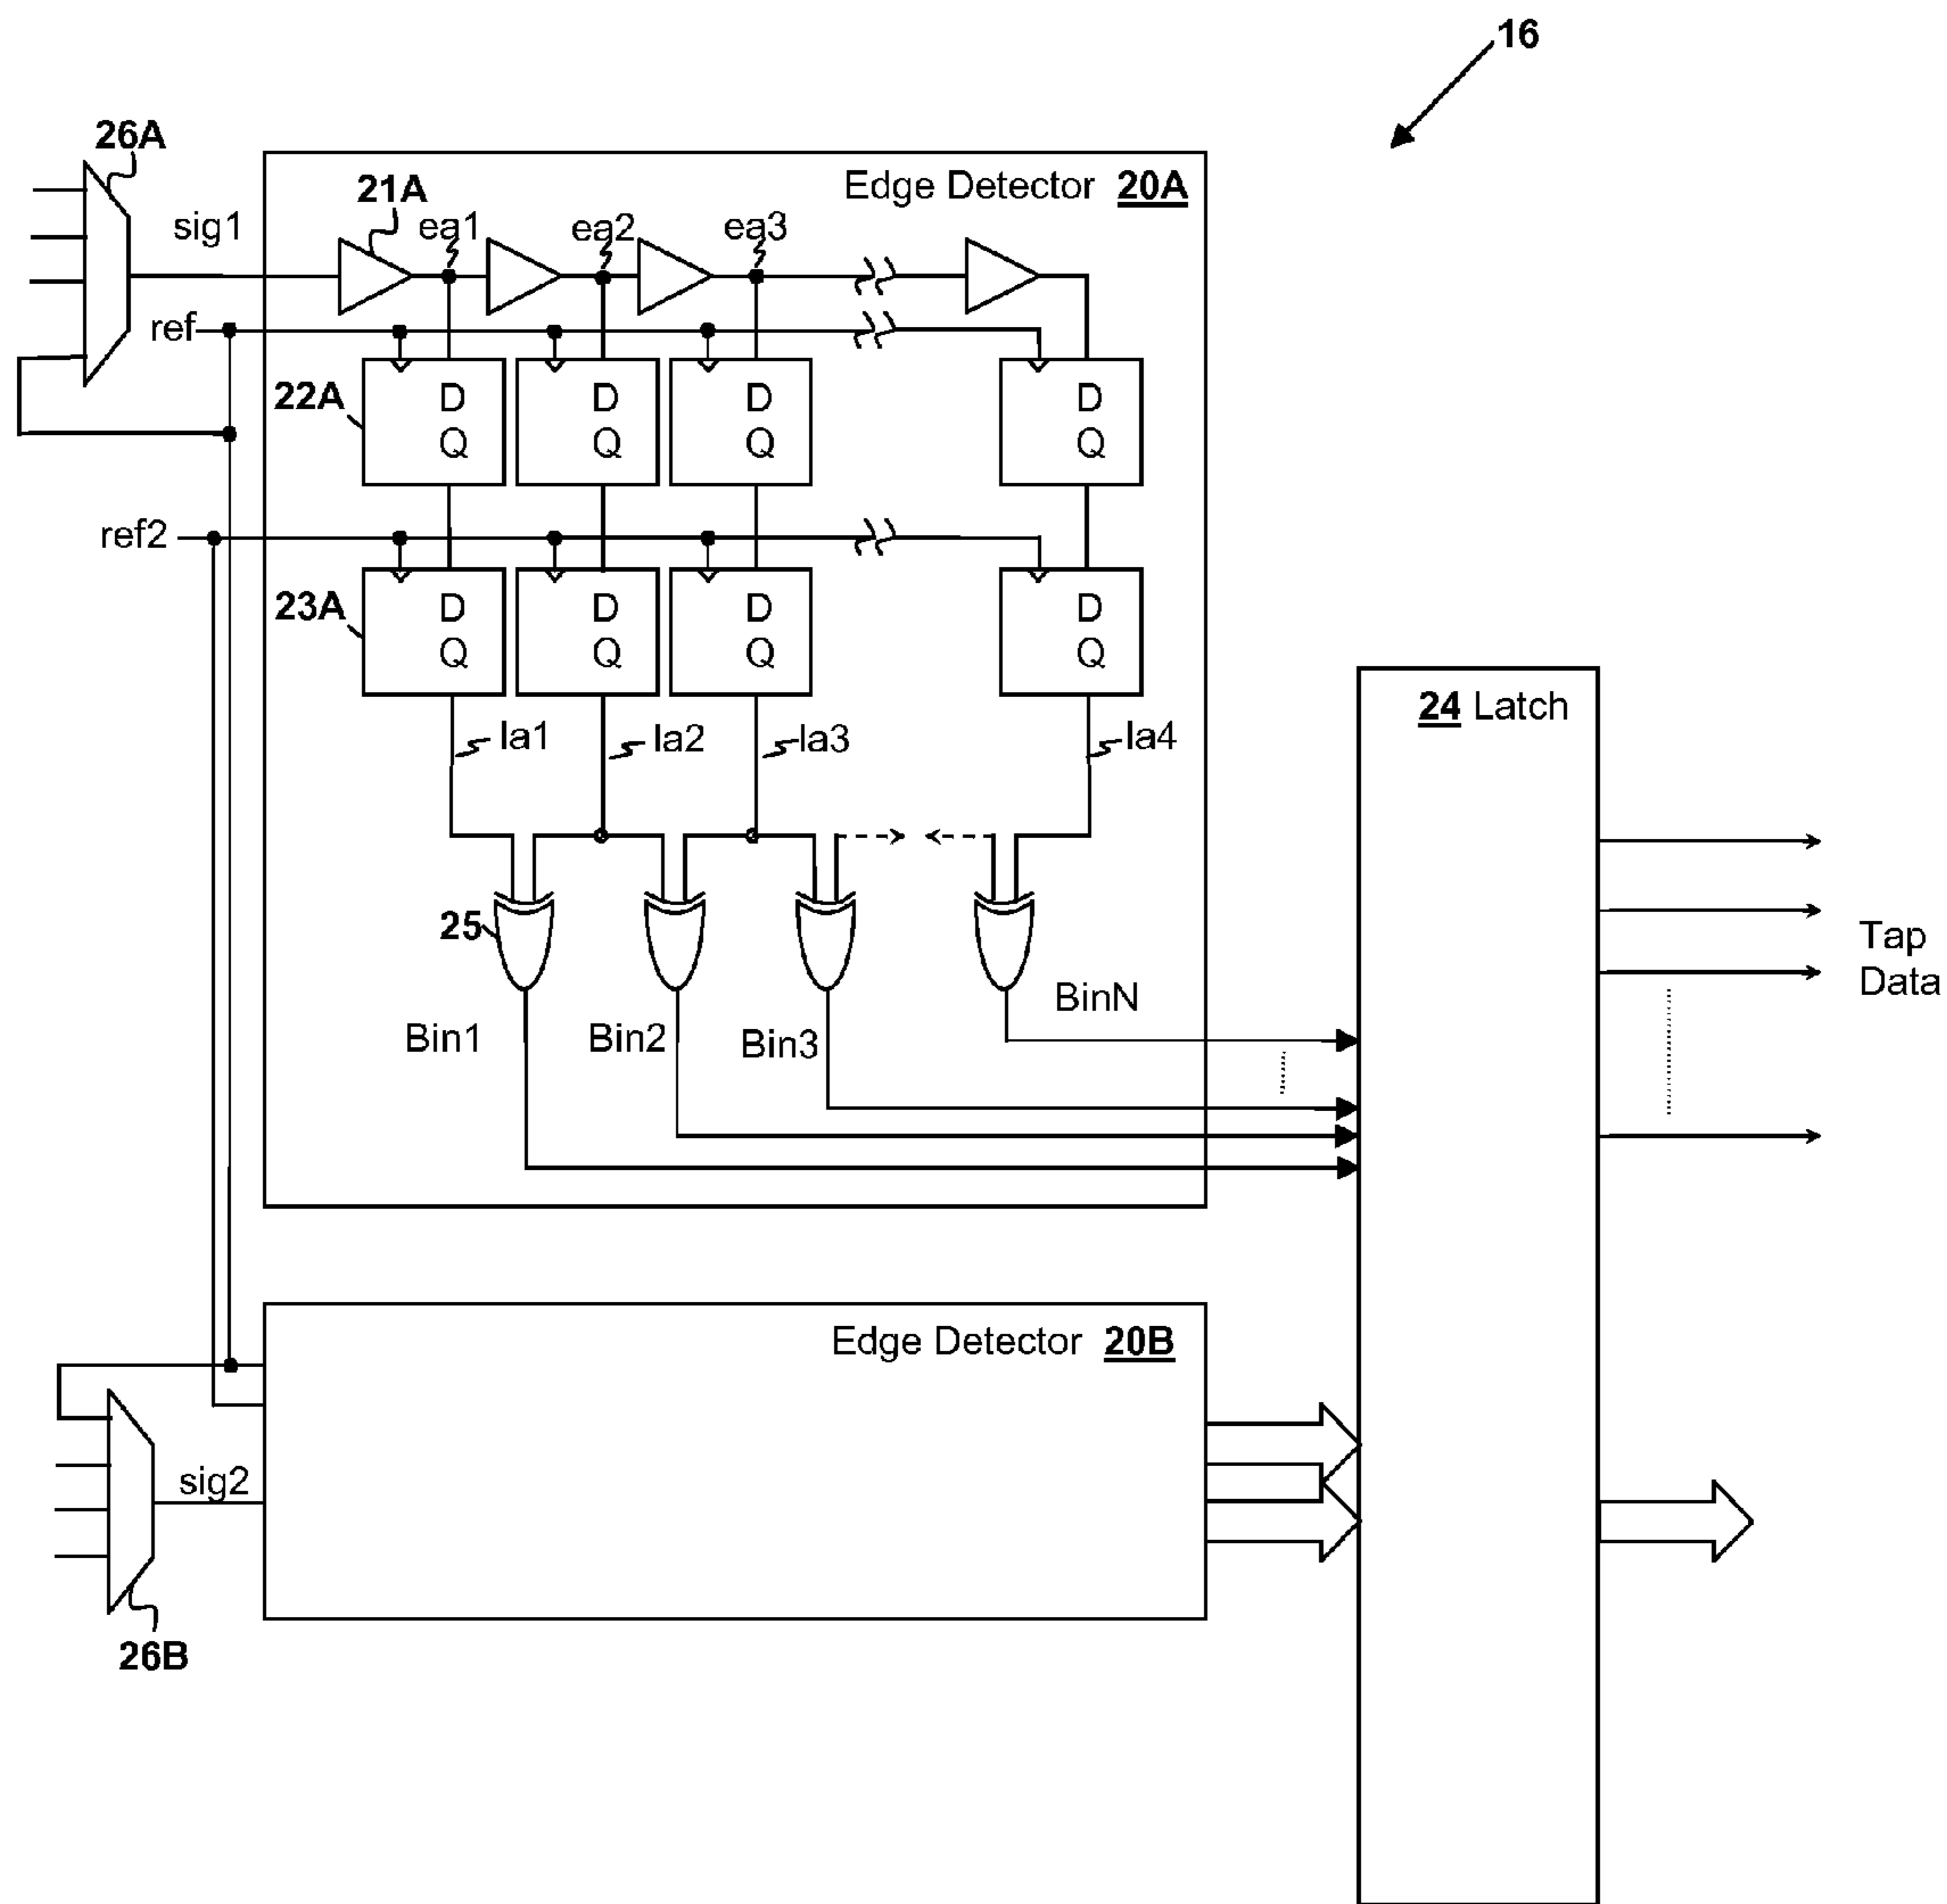 16
26A
Edge Detector 20A
21A
sig1
ea1
ea2
ea3
ref
22A
D
Q
D
Q
D
Q
D
Q
ref2
23A
D
Q
D
Q
D
Q
D
Q
24 Latch
la1
la2
la3
la4
25
Tap
Data
Bin1
Bin2
Bin3
BinN
Edge Detector 20B
sig2
26B